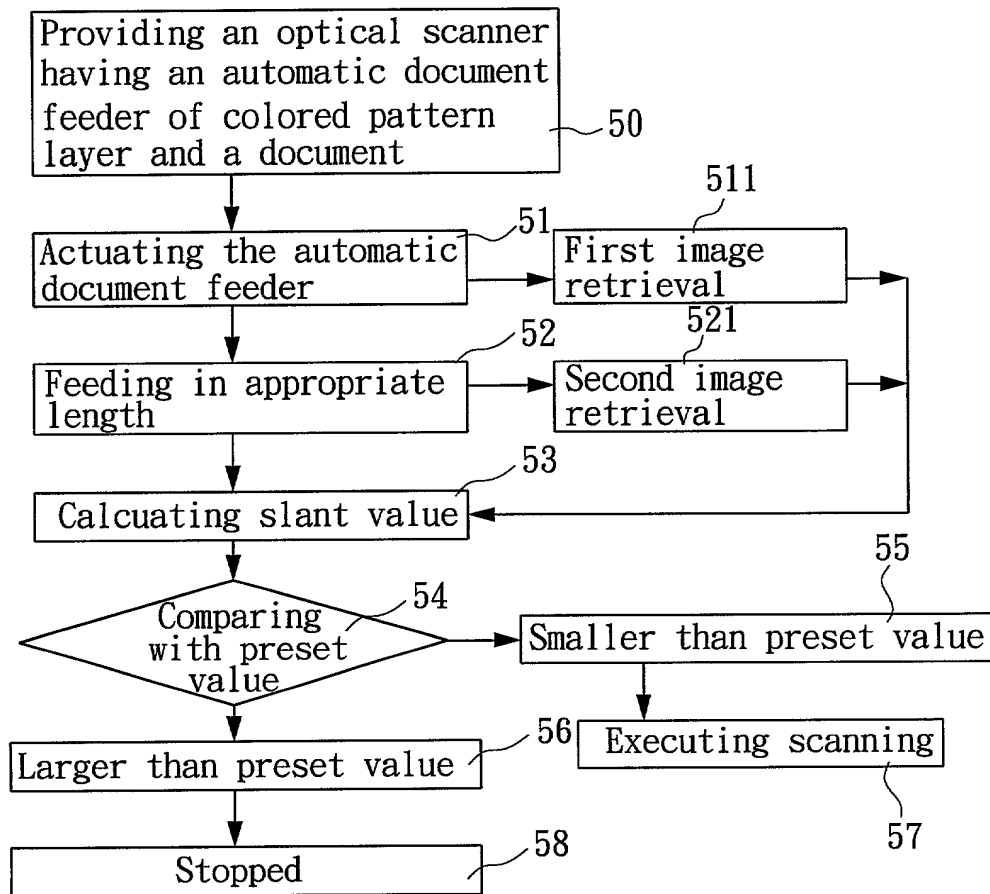 Providing an optical scanner
having an automatic document
feeder of colored pattern
layer and a document
50
511
51
Actuating the automatic
document feeder
First image
retrieval
52
521
Feeding in appropriate
length
Second image
retrieval
53
Calcuating slant value
54
55
Comparing
with preset
value
Smaller than preset value
56
Larger than preset value
Executing scanning
57
58
Stopped